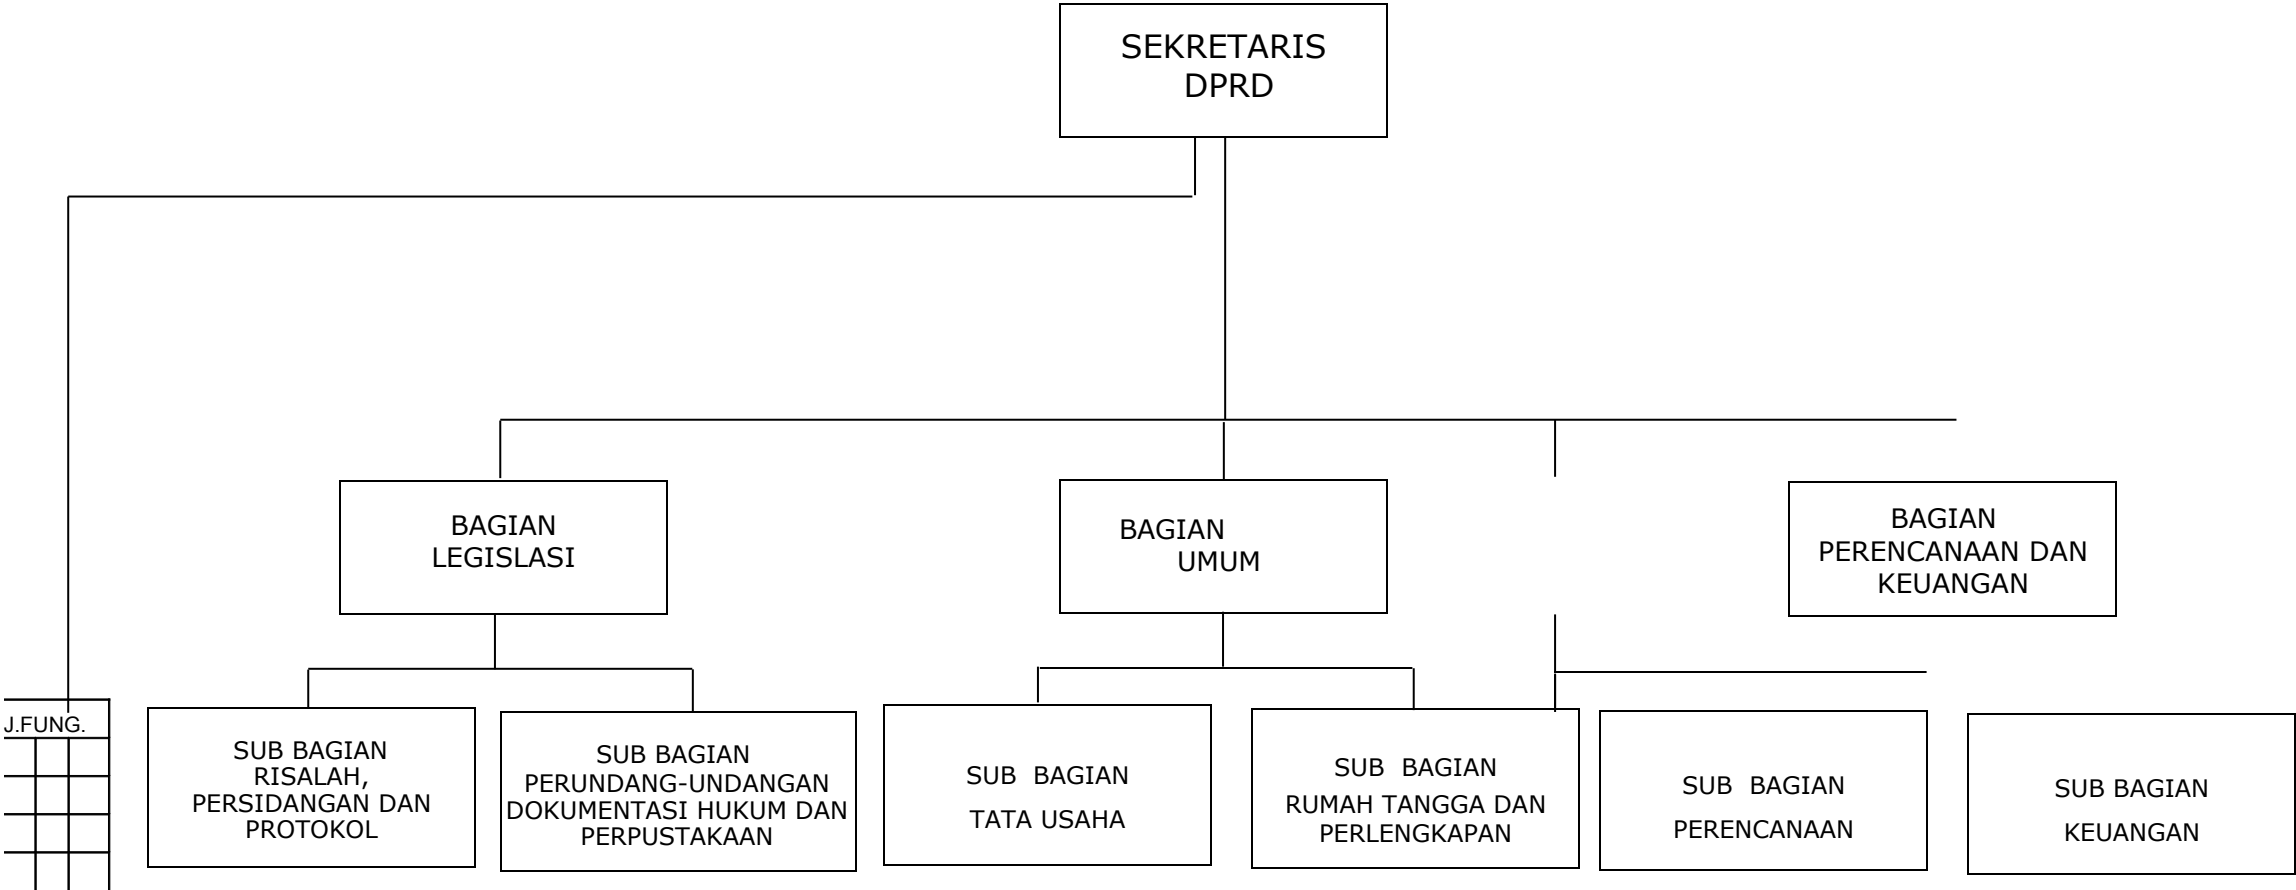 SEKRETARIS
DPRD
BAGIAN
LEGISLASI
BAGIAN
UMUM
BAGIAN
PERENCANAAN DAN
KEUANGAN
J.FUNG.
SUB BAGIAN
RISALAH,
PERSIDANGAN DAN
PROTOKOL
SUB BAGIAN
PERUNDANG-UNDANGAN
DOKUMENTASI HUKUM DAN
PERPUSTAKAAN
SUB BAGIAN
TATA USAHA
SUB BAGIAN
RUMAH TANGGA DAN
PERLENGKAPAN
SUB BAGIAN
PERENCANAAN
SUB BAGIAN
KEUANGAN